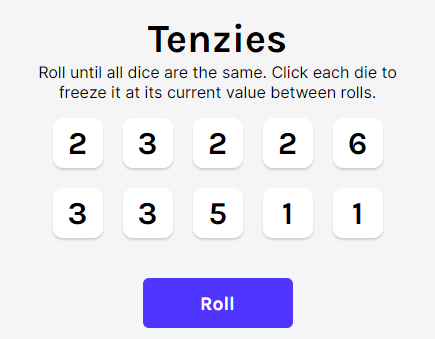 Tenzies
Roll until all dice are the same. Click each die to
freeze it at its current value between rolls.
2 3 2 2 6
3 3 5 1 1
Roll